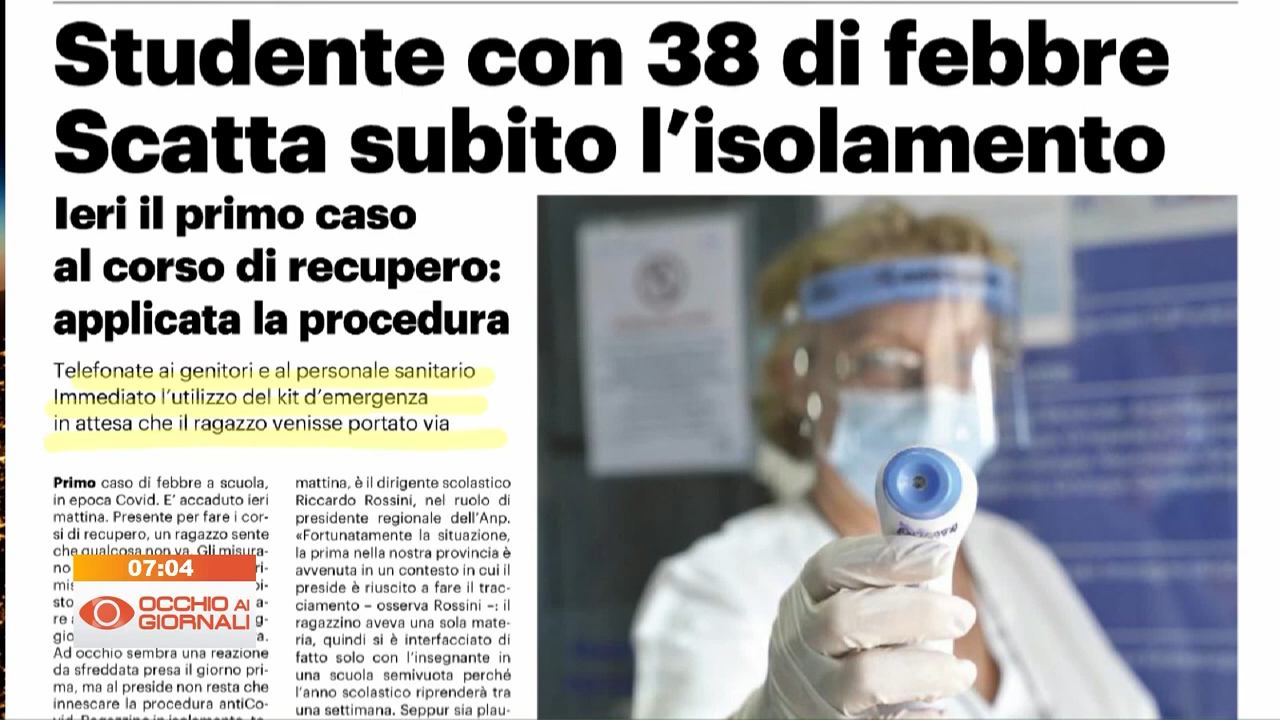 Studente con 38 di febbre
Scatta subito l'isolamento
Ieri il primo caso
al corso di recupero:
applicata la procedura
Telefonate ai genitori e al personale sanitario
Immediato l'utilizzo del kit d'emergenza
in attesa che il ragazzo venisse portato via
Primo caso di febbre a scuola,
in epoca Covid. E' accaduto ieri
mattina. Presente per fare i cor-
si di recupero, un ragazzo sente
che qualcosa non va. Gli misura-
no
mis
sto
re
gio
Ad occhio sembra una reazione
da sfreddata presa il giorno pri-
ma, ma al preside non resta che
innescare la procedura antiCo-
mattina, è il dirigente scolastico
Riccardo Rossini, nel ruolo di
presidente regionale dell'Anp.
«Fortunatamente la situazione,
la prima nella nostra provincia è
avvenuta in un contesto in cui il
preside è riuscito a fare il trac-
ciamento – osserva Rossini –: il
ragazzino aveva una sola mate-
ria, quindi si è interfacciato di
fatto solo con l'insegnante in
una scuola semivuota perché
l'anno scolastico riprenderà tra
una settimana. Seppur sia plau-
07:04
OCCHIO AI
GIORNALI